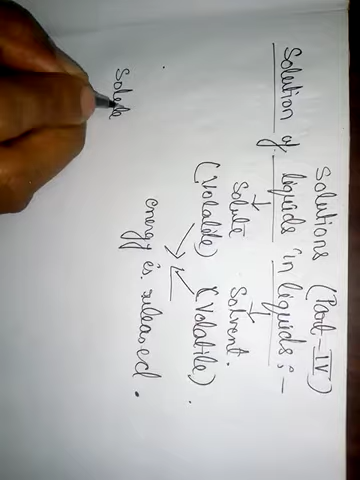 Solutions (Part-IV)
Solution of liquids in liquids:-
Solute Solvent.
(Volatile) (Volatile).
energy is released.
Solute